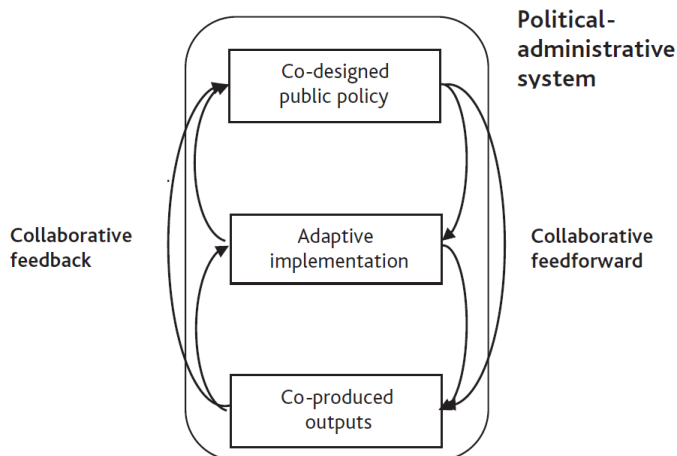 Political-
administrative
system
Co-designed
public policy
Collaborative
feedback
Adaptive
implementation
Collaborative
feedforward
Co-produced
outputs